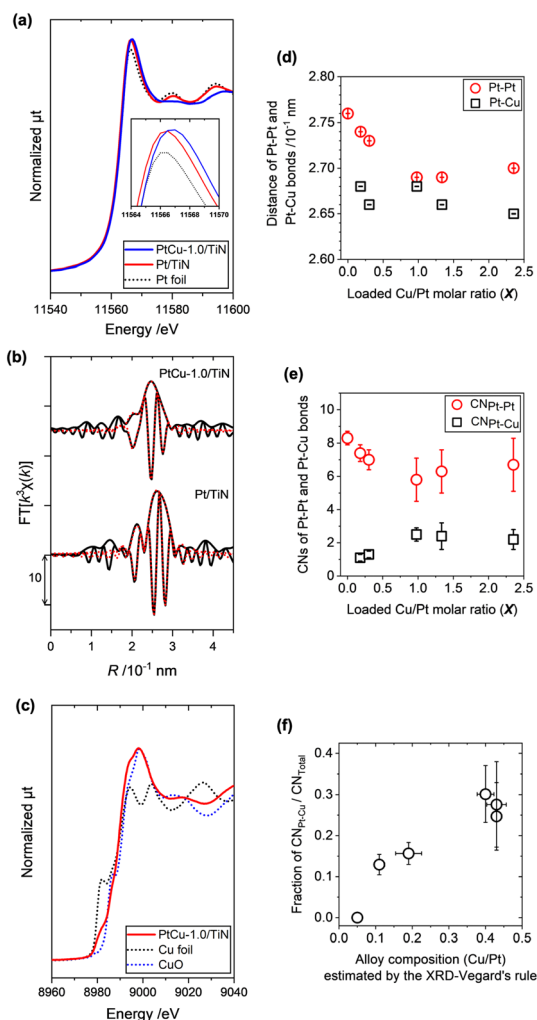 (a)
Normalized μt
11564 11566 11568 11570
PtCu-1.0/TiN
Pt/TiN
Pt foil
11540 11560 11580 11600
Energy /eV
(b)
FT[k³χ(k)]
PtCu-1.0/TiN
Pt/TiN
10
0 1 2 3 4
R /10⁻¹ nm
(c)
Normalized μt
PtCu-1.0/TiN
Cu foil
CuO
8960 8980 9000 9020 9040
Energy /eV
(d)
Distance of Pt-Pt and
Pt-Cu bonds /10⁻¹ nm
2.80
2.75
2.70
2.65
2.60
Pt-Pt
Pt-Cu
0.0 0.5 1.0 1.5 2.0 2.5
Loaded Cu/Pt molar ratio (X)
(e)
CNs of Pt-Pt and Pt-Cu bonds
8
6
4
2
0
CNPt-Pt
CNPt-Cu
0.0 0.5 1.0 1.5 2.0 2.5
Loaded Cu/Pt molar ratio (X)
(f)
Fraction of CNPt-Cu / CNTotal
0.4
0.3
0.2
0.1
0.0
0.0 0.1 0.2 0.3 0.4 0.5
Alloy composition (Cu/Pt)
estimated by the XRD-Vegard's rule